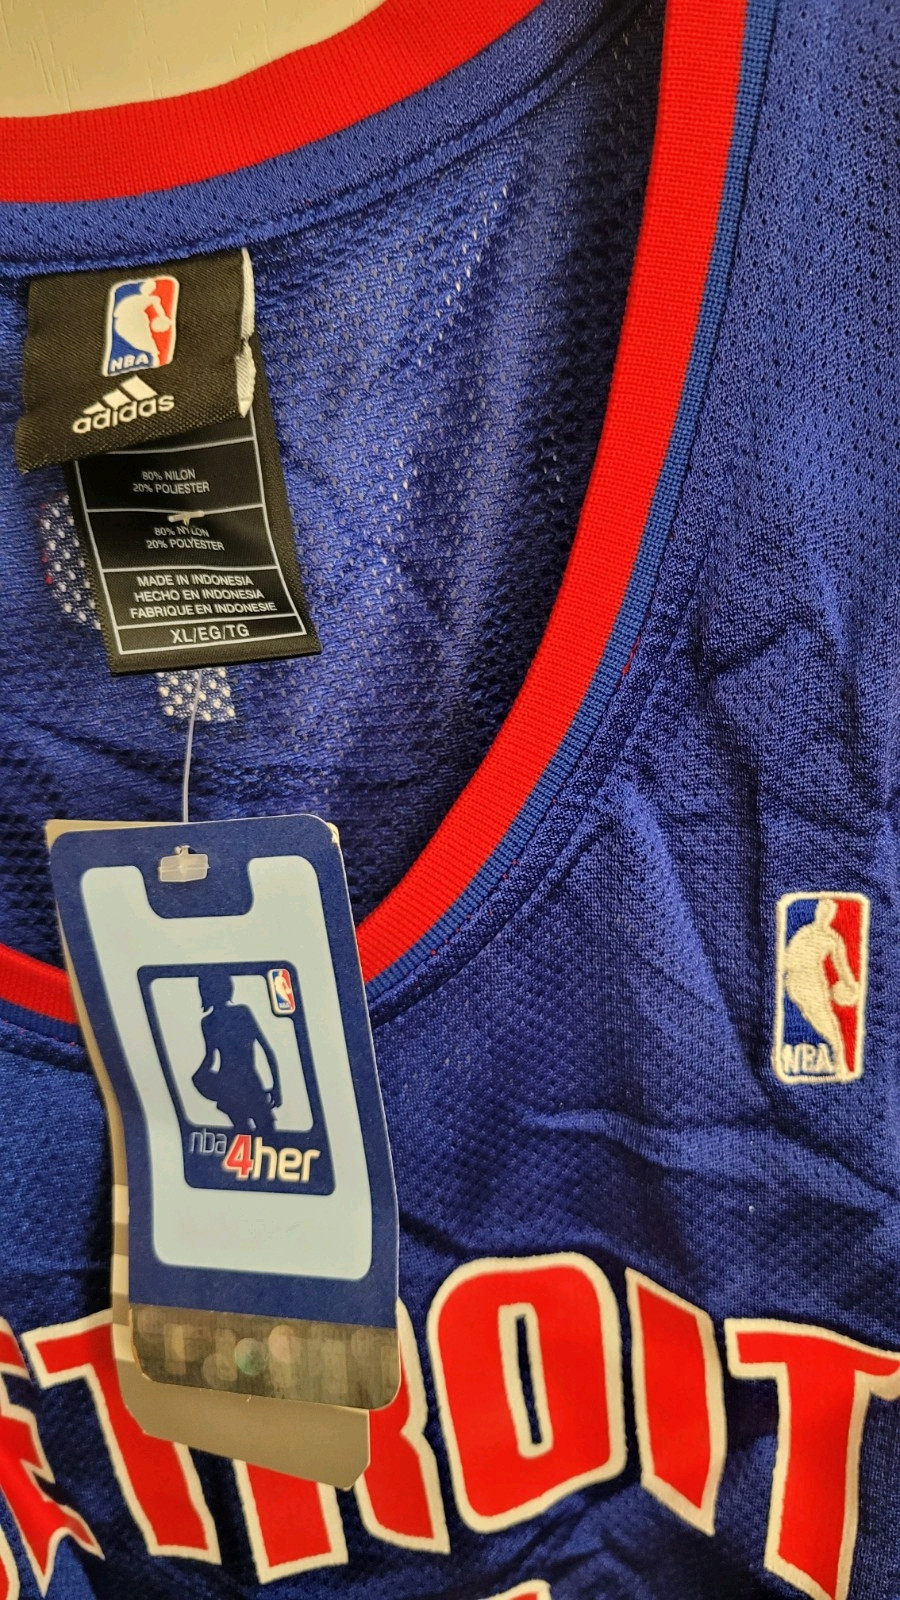 NBA
adidas
80% NILON
20% POLIESTER
80% NYLON
20% POLYESTER
MADE IN INDONESIA
HECHO EN INDONESIA
FABRIQUE EN INDONESIE
XL/EG/TG
nba4her
NBA
ETROIT